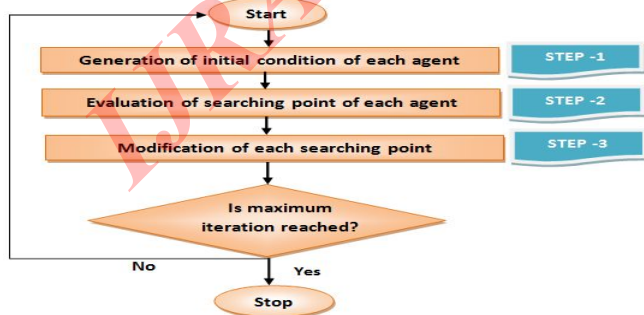 Start
Generation of initial condition of each agent
STEP -1
Evaluation of searching point of each agent
STEP -2
Modification of each searching point
STEP -3
Is maximum
iteration reached?
No
Yes
Stop
IJRA